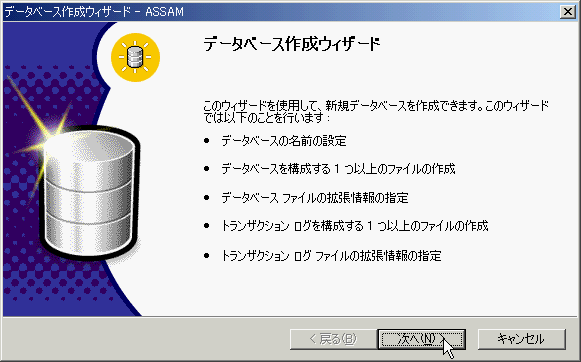 データベース作成ウィザード - ASSAM
データベース作成ウィザード
このウィザードを使用して、新規データベースを作成できます。このウィザード
では以下のことを行います：
• データベースの名前の設定
• データベースを構成する 1 つ以上のファイルの作成
• データベース ファイルの拡張情報の指定
• トランザクション ログを構成する 1 つ以上のファイルの作成
• トランザクション ログ ファイルの拡張情報の指定
< 戻る(B)
次へ(N) >
キャンセル